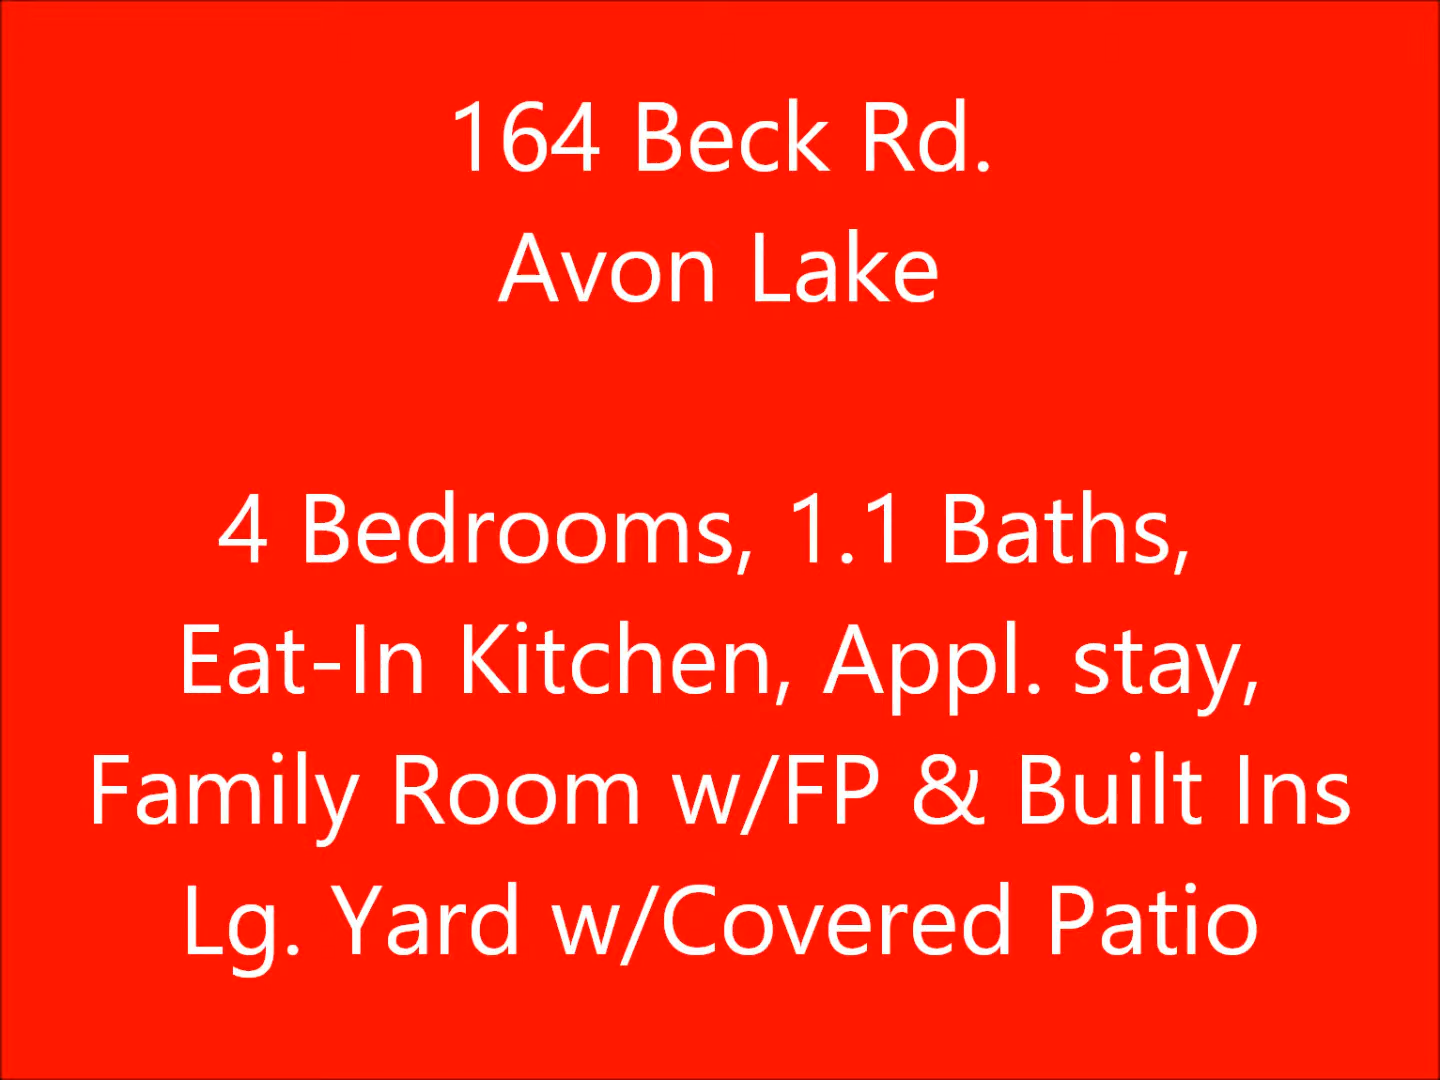 164 Beck Rd.
Avon Lake
4 Bedrooms, 1.1 Baths,
Eat-In Kitchen, Appl. stay,
Family Room w/FP & Built Ins
Lg. Yard w/Covered Patio